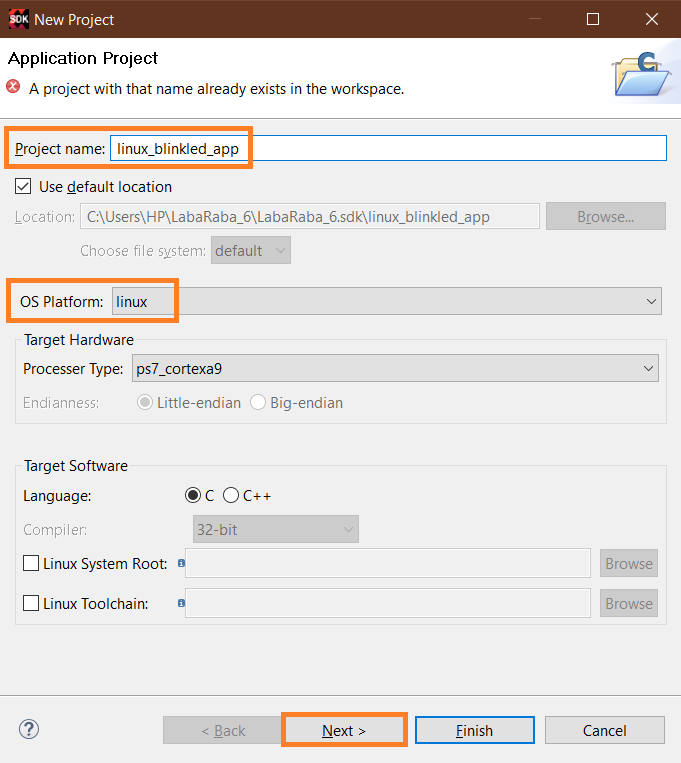 SDK New Project
Application Project
A project with that name already exists in the workspace.
Project name: linux_blinkled_app
Use default location
Location: C:\Users\HP\LabaRaba_6\LabaRaba_6.sdk\linux_blinkled_app Browse...
Choose file system: default
OS Platform: linux
Target Hardware
Processer Type: ps7_cortexa9
Endianness: Little-endian Big-endian
Target Software
Language: C C++
Compiler: 32-bit
Linux System Root: Browse
Linux Toolchain: Browse
? < Back Next > Finish Cancel